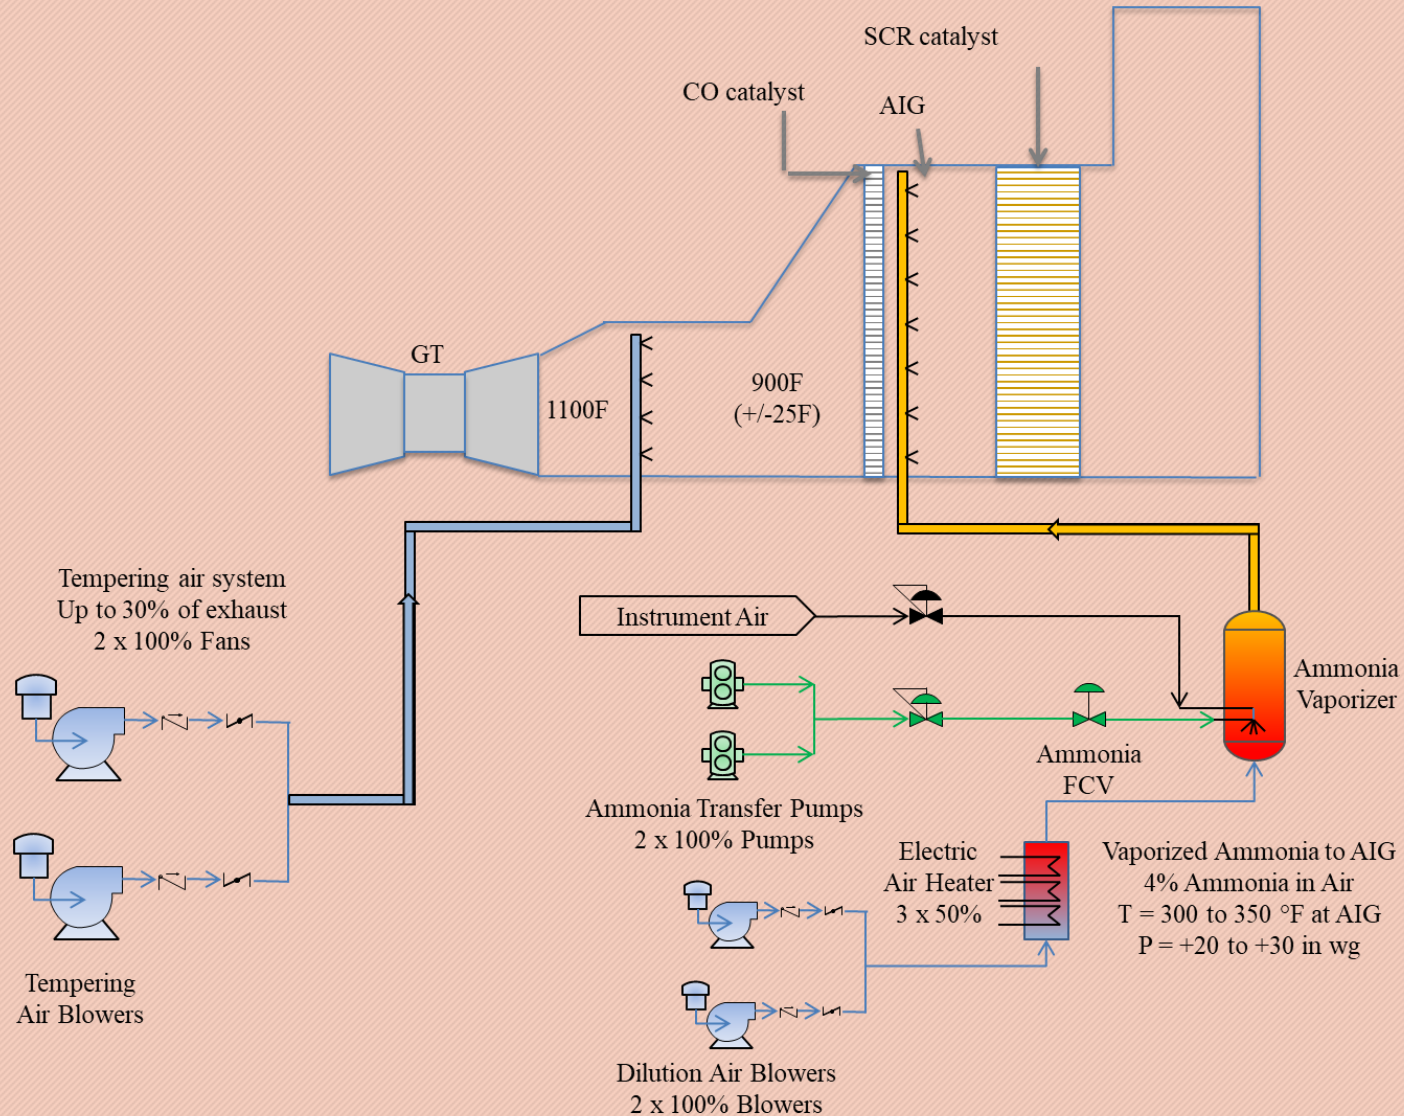 SCR catalyst
CO catalyst
AIG
GT
1100F
900F
(+/-25F)
Tempering air system
Up to 30% of exhaust
2 x 100% Fans
Instrument Air
Ammonia
Vaporizer
Ammonia
FCV
Ammonia Transfer Pumps
2 x 100% Pumps
Electric
Air Heater
3 x 50%
Vaporized Ammonia to AIG
4% Ammonia in Air
T = 300 to 350 °F at AIG
P = +20 to +30 in wg
Tempering
Air Blowers
Dilution Air Blowers
2 x 100% Blowers